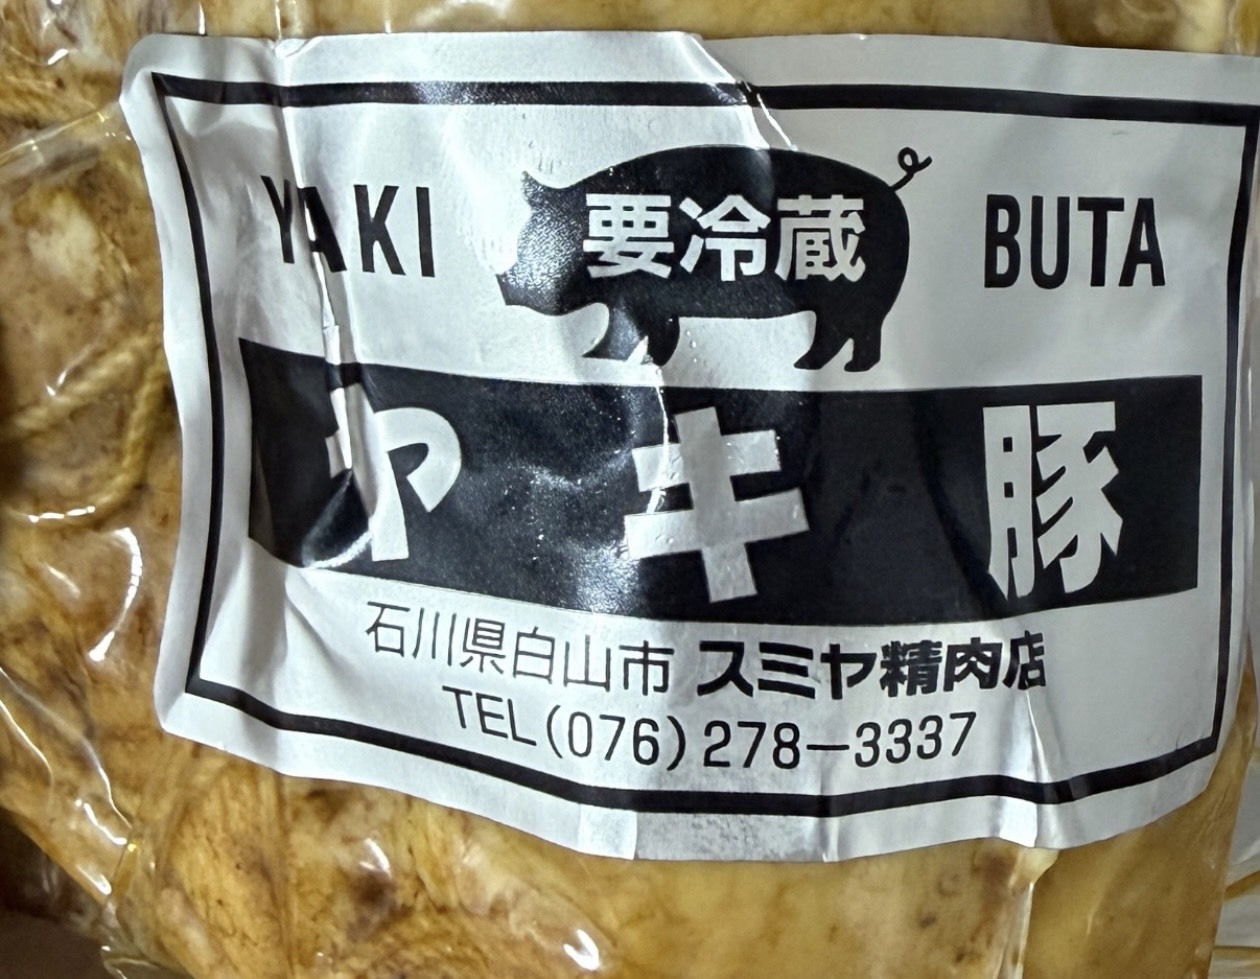 YAKI 要冷蔵 BUTA
ヤキ豚
石川県白山市 スミヤ精肉店
TEL(076)278-3337